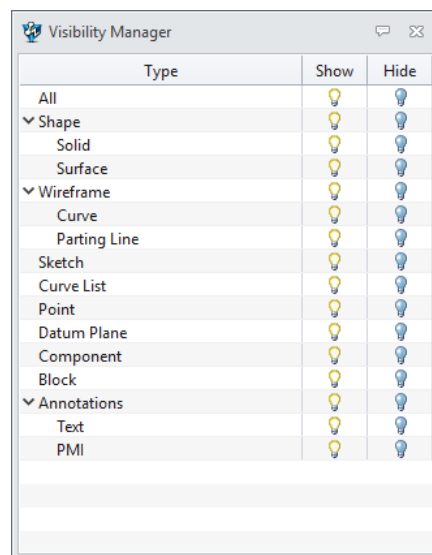 Visibility Manager
Type Show Hide
All
Shape
Solid
Surface
Wireframe
Curve
Parting Line
Sketch
Curve List
Point
Datum Plane
Component
Block
Annotations
Text
PMI